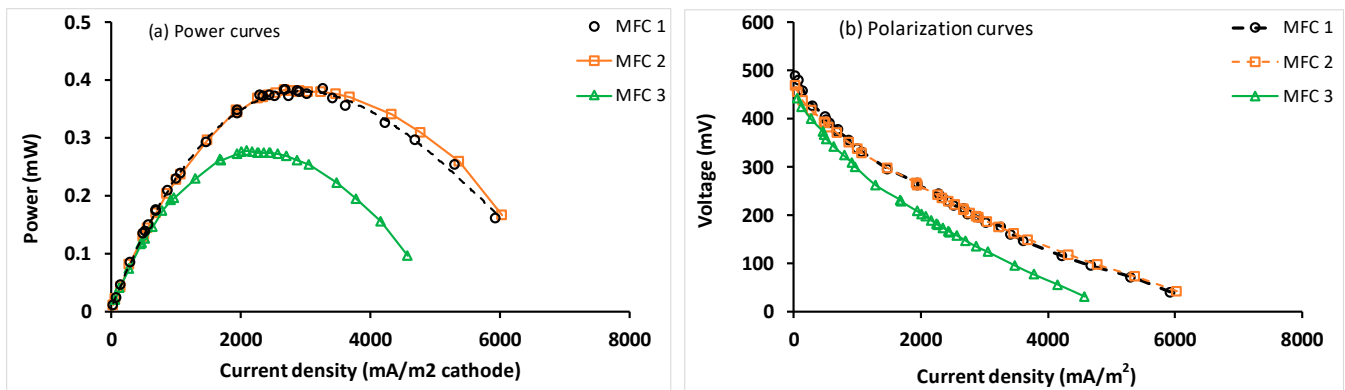 (a) Power curves
MFC 1
MFC 2
MFC 3
0.5
0.4
0.3
0.2
0.1
0
Power (mW)
0 2000 4000 6000 8000
Current density (mA/m2 cathode)
(b) Polarization curves
MFC 1
MFC 2
MFC 3
600
500
400
300
200
100
0
Voltage (mV)
0 2000 4000 6000 8000
Current density (mA/m²)